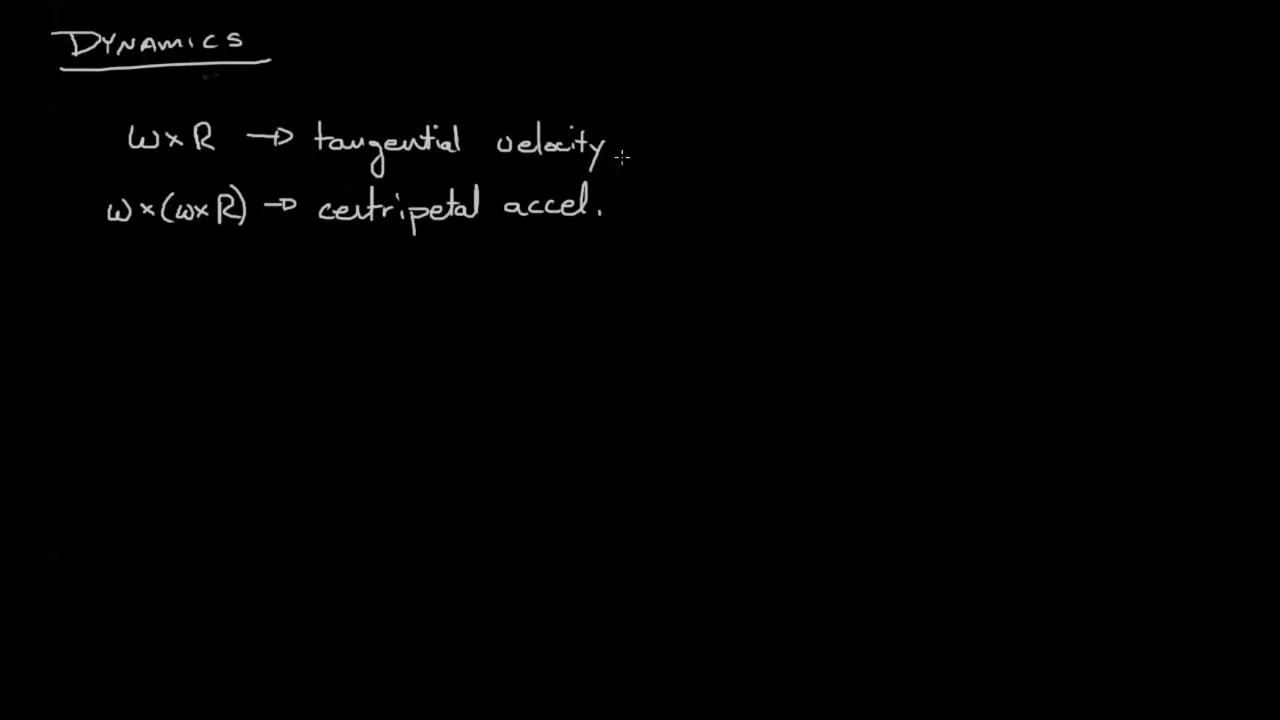 DYNAMICS
ω×R → tangential velocity
ω×(ω×R) → centripetal accel.